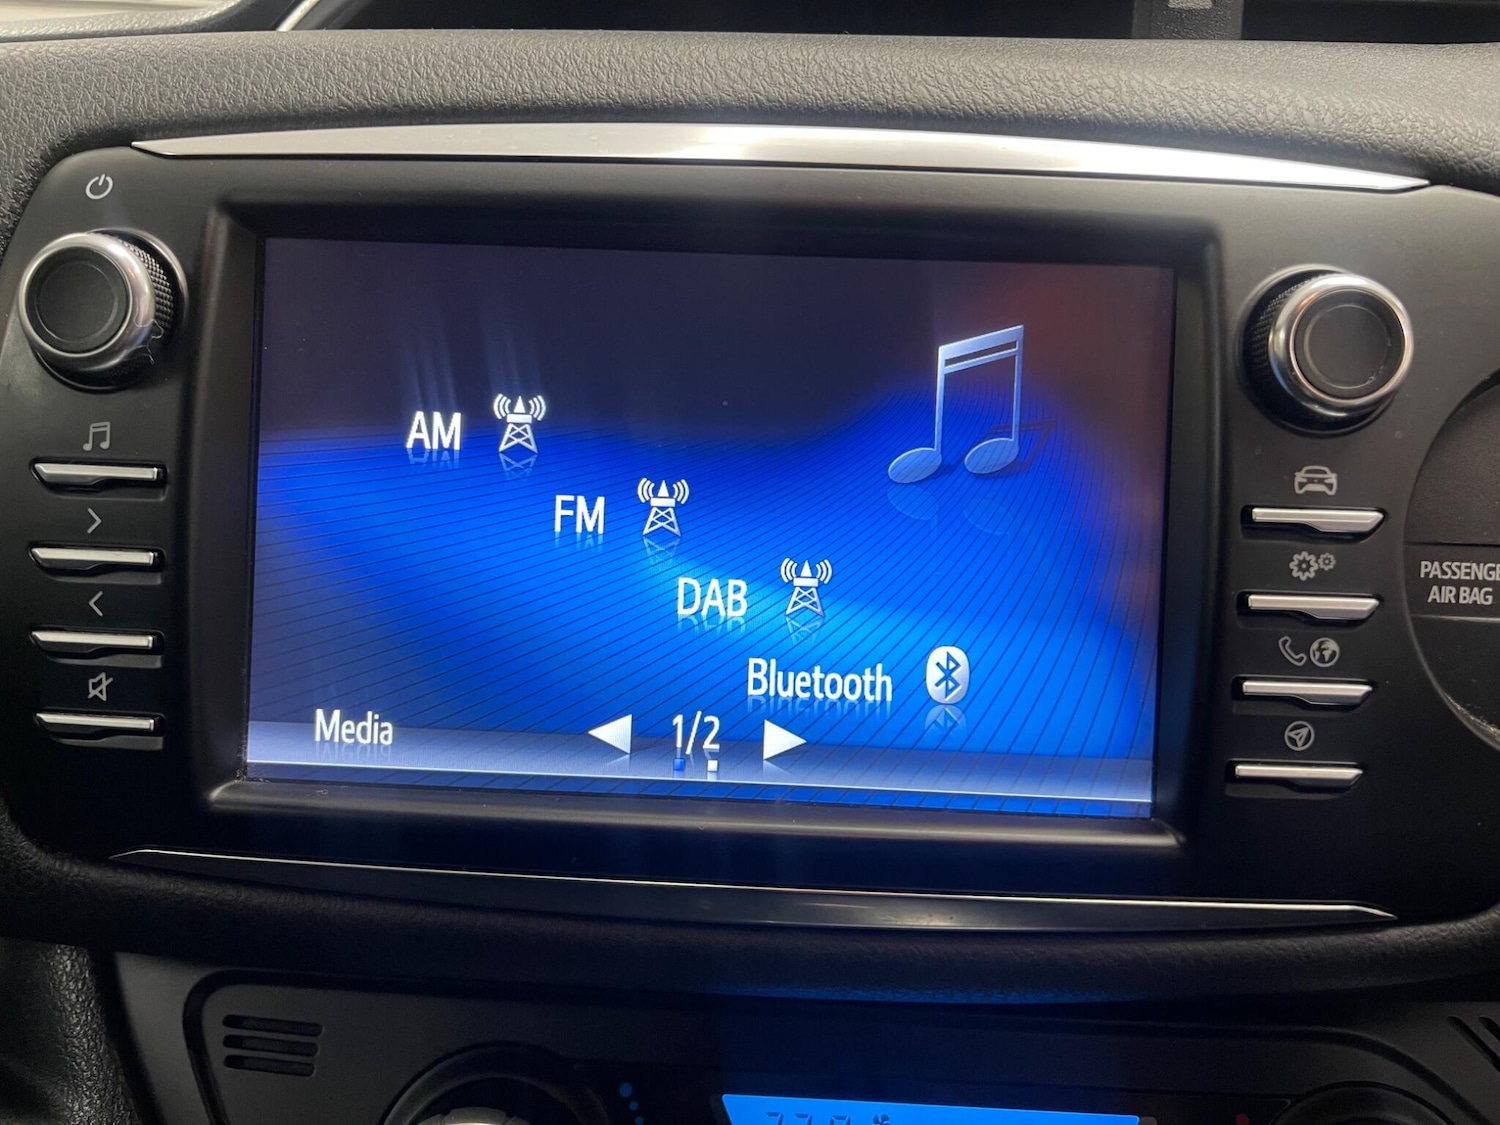 AM
FM
DAB
Bluetooth
Media
1/2
PASSENGE
AIR BAG